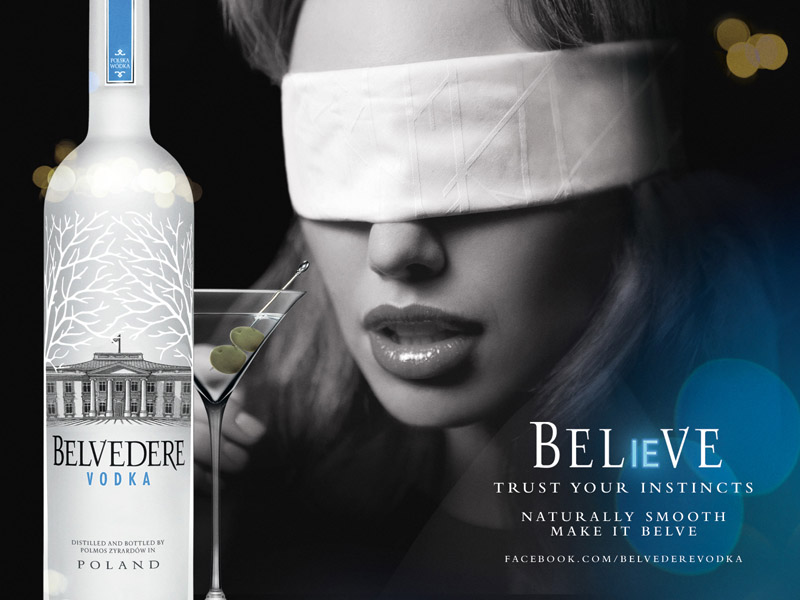 POLSKA
WODKA
BELVEDERE
VODKA
DISTILLED AND BOTTLED BY
POLMOS ZYRARDÓW IN
POLAND
BELIEVE
TRUST YOUR INSTINCTS
NATURALLY SMOOTH
MAKE IT BELVE
FACEBOOK.COM/BELVEDEREVODKA